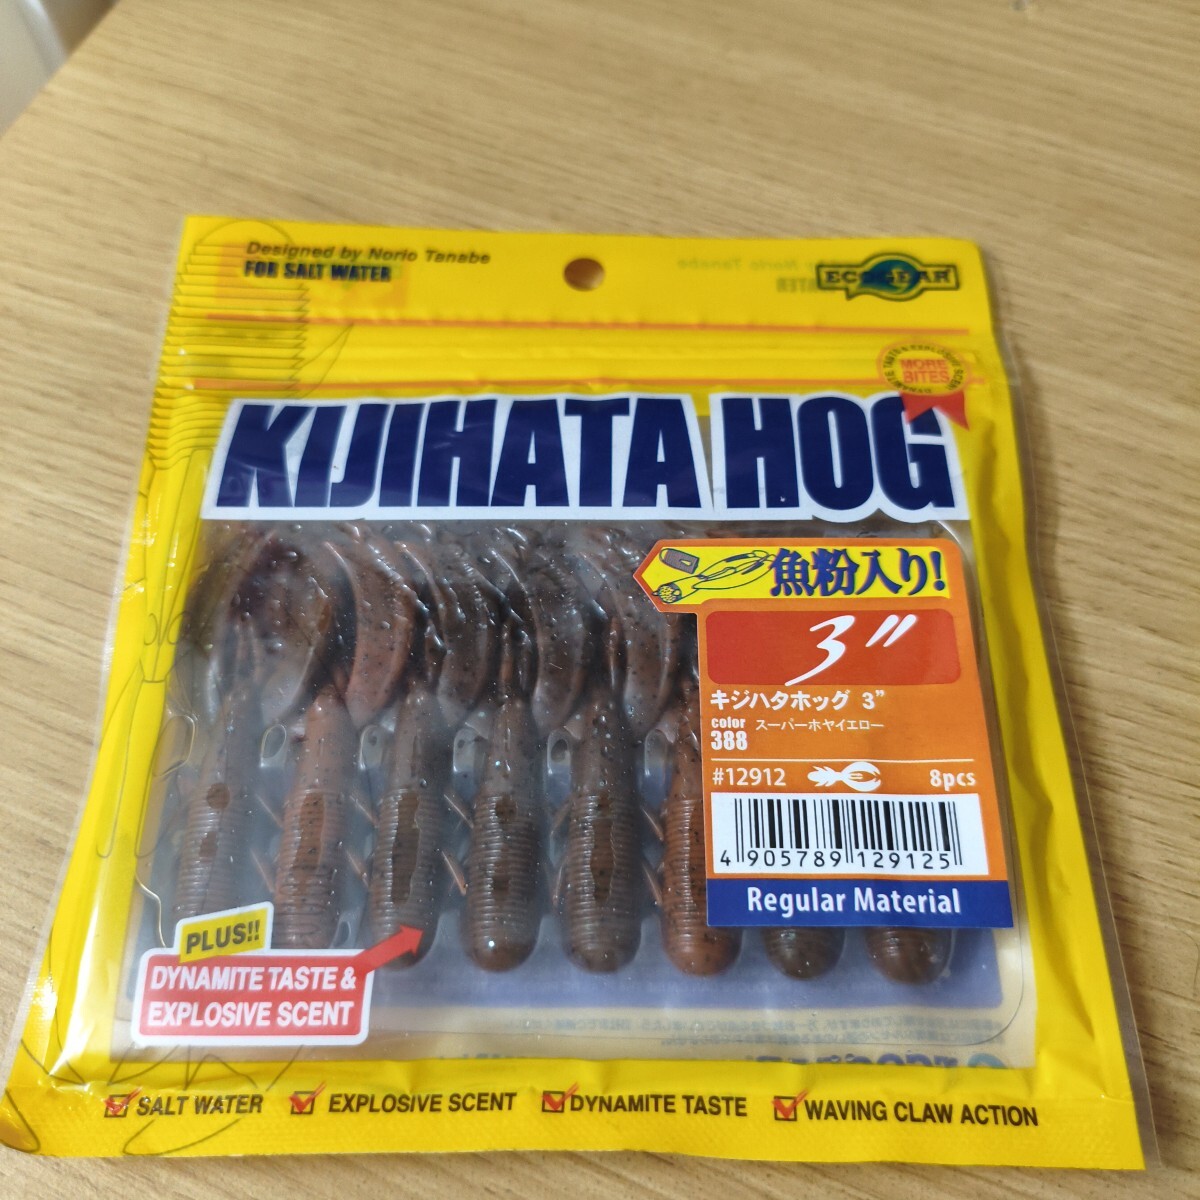 Designed by Norio Tanabe
FOR SALT WATER
ECOGEAR
MORE
BITES
KIJIHATA HOG
魚粉入り!
3"
キジハタホッグ 3"
color
388
スーパーホヤイエロー
#12912
8pcs
4 905789 129125
Regular Material
PLUS!!
DYNAMITE TASTE &
EXPLOSIVE SCENT
SALT WATER
EXPLOSIVE SCENT
DYNAMITE TASTE
WAVING CLAW ACTION